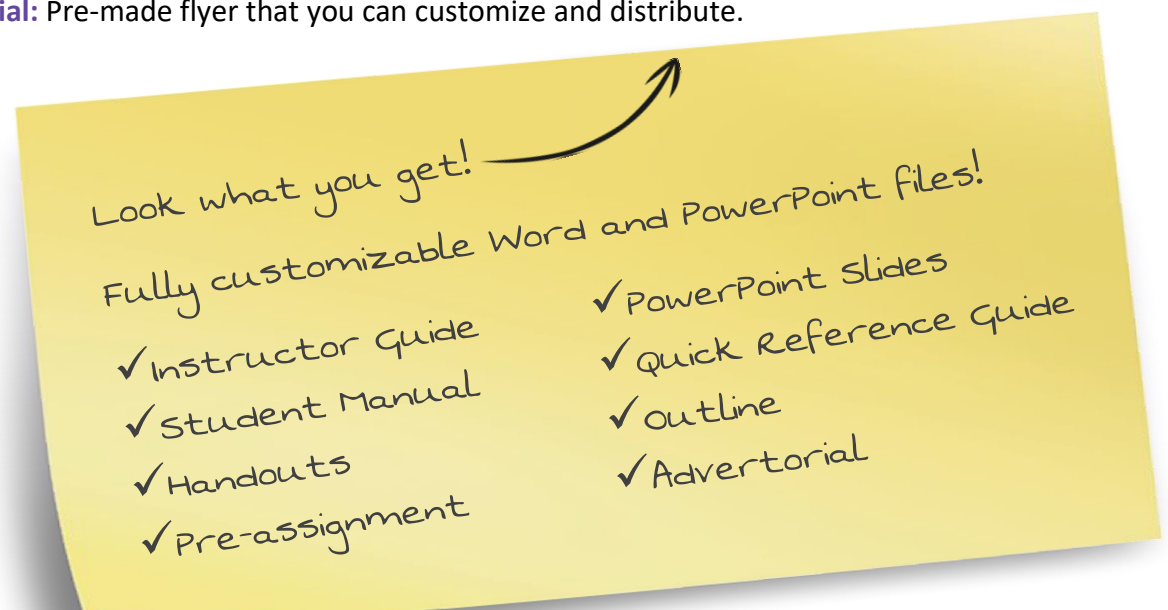 ial: Pre-made flyer that you can customize and distribute.
Look what you get!
Fully customizable Word and PowerPoint files!
✓Instructor Guide
✓Student Manual
✓Handouts
✓Pre-assignment
✓PowerPoint Slides
✓Quick Reference Guide
✓Outline
✓Advertorial